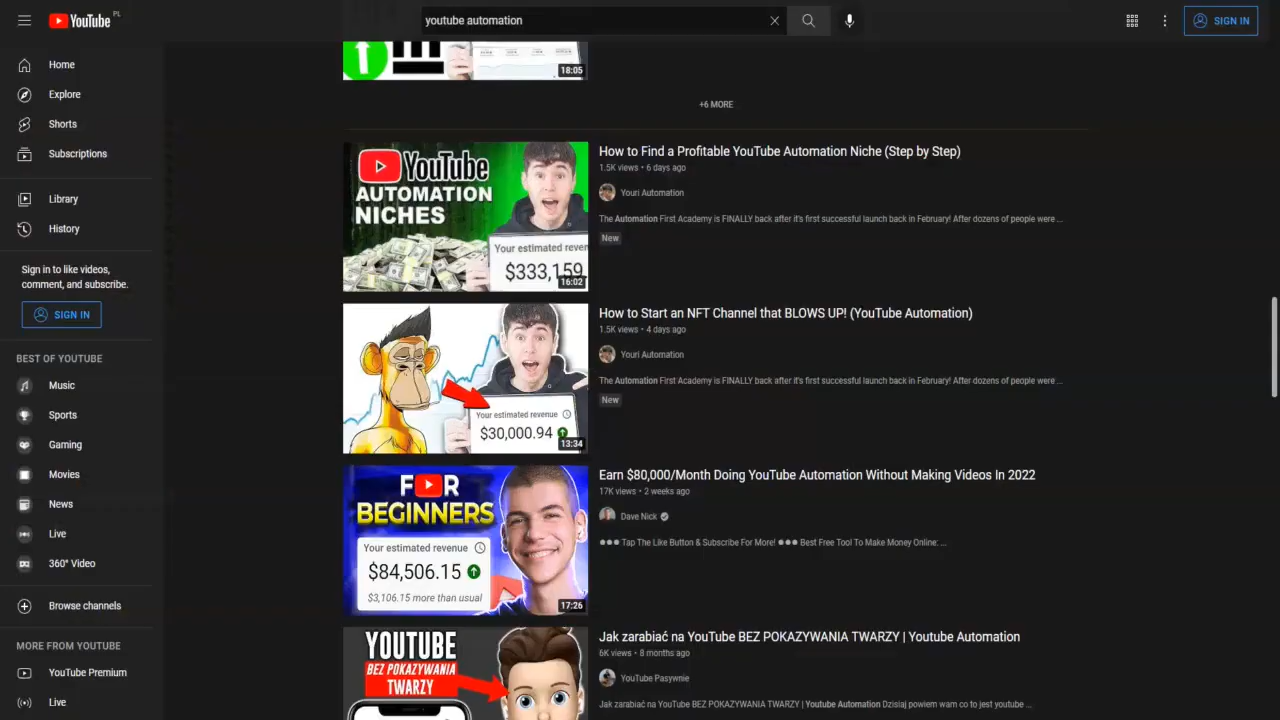 YouTube PL
youtube automation
SIGN IN
Home
Explore
Shorts
Subscriptions
Library
History
Sign in to like videos,
comment, and subscribe.
SIGN IN
BEST OF YOUTUBE
Music
Sports
Gaming
Movies
News
Live
360° Video
Browse channels
MORE FROM YOUTUBE
YouTube Premium
Live
18:05
+6 MORE
YouTube
AUTOMATION
NICHES
Your estimated reven
$333,159
16:02
How to Find a Profitable YouTube Automation Niche (Step by Step)
1.5K views • 6 days ago
Youri Automation
The Automation First Academy is FINALLY back after it's first successful launch back in February! After dozens of people were ...
New
Your estimated revenue
$30,000.94
13:34
How to Start an NFT Channel that BLOWS UP! (YouTube Automation)
1.5K views • 4 days ago
Youri Automation
The Automation First Academy is FINALLY back after it's first successful launch back in February! After dozens of people were ...
New
FOR
BEGINNERS
Your estimated revenue
$84,506.15
$3,106.15 more than usual
17:26
Earn $80,000/Month Doing YouTube Automation Without Making Videos In 2022
17K views • 2 weeks ago
Dave Nick
●●● Tap The Like Button & Subscribe For More! ●●● Best Free Tool To Make Money Online: ...
YOUTUBE
BEZ POKAZYWANIA
TWARZY
Jak zarabiać na YouTube BEZ POKAZYWANIA TWARZY | Youtube Automation
6K views • 8 months ago
YouTube Pasywnie
Jak zarabiać na YouTube BEZ POKAZYWANIA TWARZY | Youtube Automation Dzisiaj powiem wam co to jest youtube ...